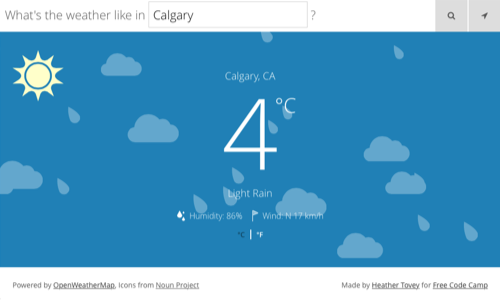 What's the weather like in Calgary ?
Calgary, CA
4 °C
Light Rain
Humidity: 86% Wind: N 17 km/h
°C | °F
Powered by OpenWeatherMap, Icons from Noun Project
Made by Heather Tovey for Free Code Camp